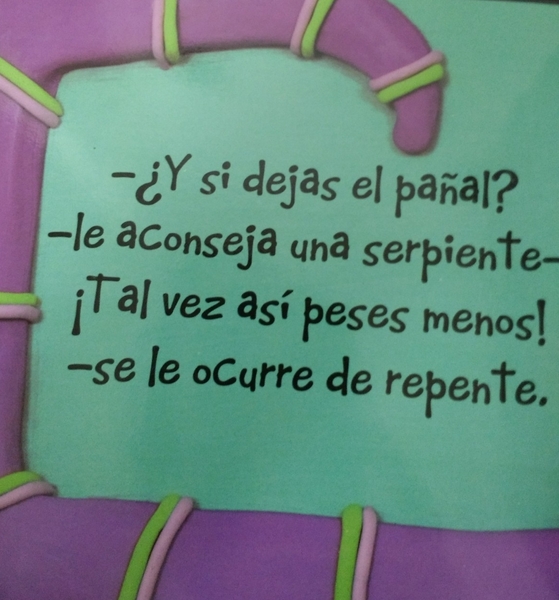 –¿Y si dejas el pañal?
–le aconseja una serpiente–
¡Tal vez así peses menos!
–se le ocurre de repente.